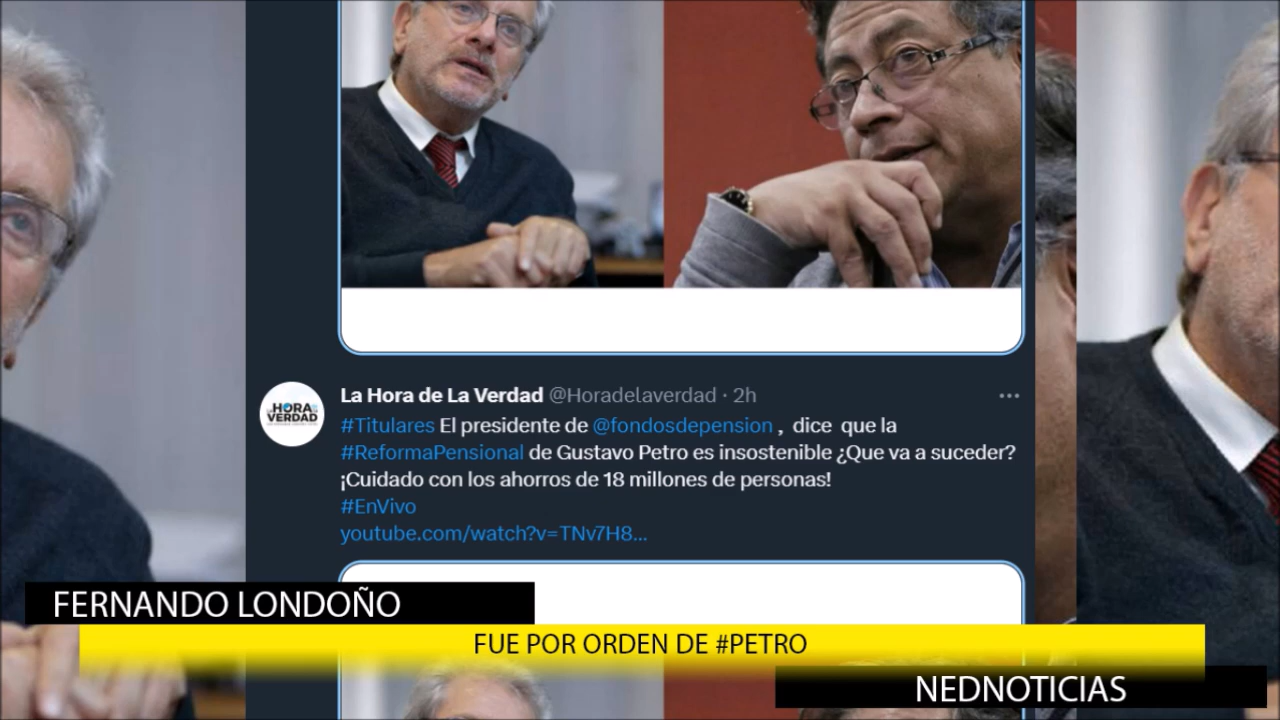 La Hora de La Verdad @Horadelaverdad · 2h
HORA
VERDAD
#Titulares El presidente de @fondosdepension , dice que la
#ReformaPensional de Gustavo Petro es insostenible ¿Que va a suceder?
¡Cuidado con los ahorros de 18 millones de personas!
#EnVivo
youtube.com/watch?v=TNv7H8...
FERNANDO LONDOÑO
FUE POR ORDEN DE #PETRO
NEDNOTICIAS